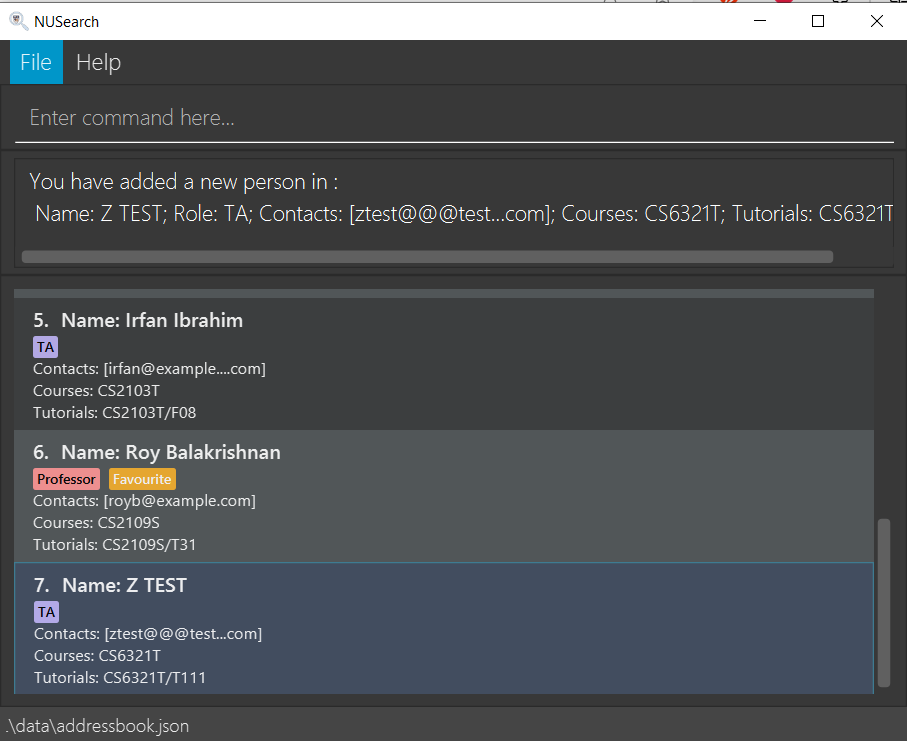 NUSearch
File Help
Enter command here...
You have added a new person in :
Name: Z TEST; Role: TA; Contacts: [ztest@@@test...com]; Courses: CS6321T; Tutorials: CS6321T
5. Name: Irfan Ibrahim
TA
Contacts: [irfan@example....com]
Courses: CS2103T
Tutorials: CS2103T/F08
6. Name: Roy Balakrishnan
Professor Favourite
Contacts: [royb@example.com]
Courses: CS2109S
Tutorials: CS2109S/T31
7. Name: Z TEST
TA
Contacts: [ztest@@@test...com]
Courses: CS6321T
Tutorials: CS6321T/T111
.\data\addressbook.json